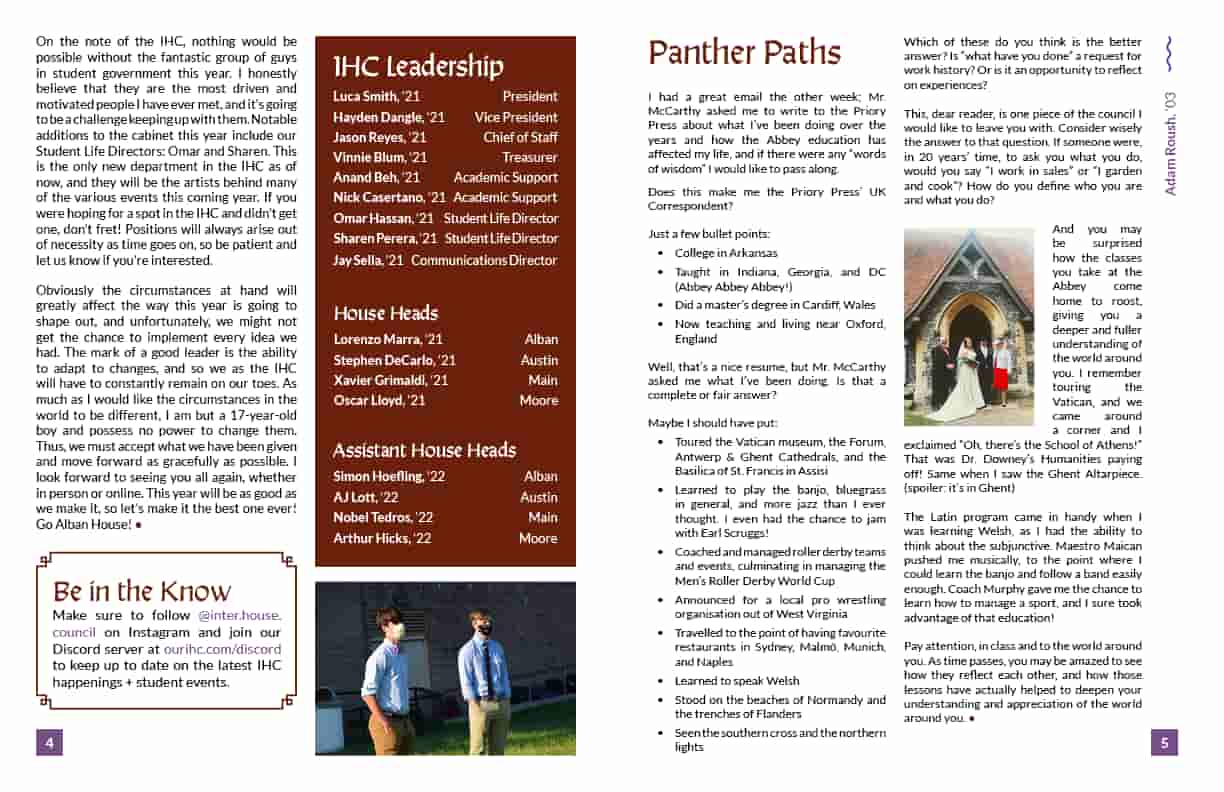 On the note of the IHC, nothing would be
possible without the fantastic group of guys
in student government this year. I honestly
believe that they are the most driven and
motivated people I have ever met, and it's going
to be a challenge keeping up with them. Notable
additions to the cabinet this year include our
Student Life Directors: Omar and Sharen. This
is the only new department in the IHC as of
now, and they will be the artists behind many
of the various events this coming year. If you
were hoping for a spot in the IHC and didn't get
one, don't fret! Positions will always arise out
of necessity as time goes on, so be patient and
let us know if you're interested.
Obviously the circumstances at hand will
greatly affect the way this year is going to
shape out, and unfortunately, we might not
get the chance to implement every idea we
had. The mark of a good leader is the ability
to adapt to changes, and so we as the IHC
will have to constantly remain on our toes. As
much as I would like the circumstances in the
world to be different, I am but a 17-year-old
boy and possess no power to change them.
Thus, we must accept what we have been given
and move forward as gracefully as possible. I
look forward to seeing you all again, whether
in person or online. This year will be as good as
we make it, so let's make it the best one ever!
Go Alban House! •
Be in the Know
Make sure to follow @inter.house.
council on Instagram and join our
Discord server at ourihc.com/discord
to keep up to date on the latest IHC
happenings + student events.
4
IHC Leadership
Luca Smith, '21 President
Hayden Dangle, '21 Vice President
Jason Reyes, '21 Chief of Staff
Vinnie Blum, '21 Treasurer
Anand Beh, '21 Academic Support
Nick Casertano, '21 Academic Support
Omar Hassan, '21 Student Life Director
Sharen Perera, '21 Student Life Director
Jay Sella, '21 Communications Director
House Heads
Lorenzo Marra, '21 Alban
Stephen DeCarlo, '21 Austin
Xavier Grimaldi, '21 Main
Oscar Lloyd, '21 Moore
Assistant House Heads
Simon Hoefling, '22 Alban
AJ Lott, '22 Austin
Nobel Tedros, '22 Main
Arthur Hicks, '22 Moore
Panther Paths
I had a great email the other week; Mr.
McCarthy asked me to write to the Priory
Press about what I've been doing over the
years and how the Abbey education has
affected my life, and if there were any "words
of wisdom" I would like to pass along.
Does this make me the Priory Press' UK
Correspondent?
Just a few bullet points:
• College in Arkansas
• Taught in Indiana, Georgia, and DC
(Abbey Abbey Abbey!)
• Did a master's degree in Cardiff, Wales
• Now teaching and living near Oxford,
England
Well, that's a nice resume, but Mr. McCarthy
asked me what I've been doing. Is that a
complete or fair answer?
Maybe I should have put:
• Toured the Vatican museum, the Forum,
Antwerp & Ghent Cathedrals, and the
Basilica of St. Francis in Assisi
• Learned to play the banjo, bluegrass
in general, and more jazz than I ever
thought. I even had the chance to jam
with Earl Scruggs!
• Coached and managed roller derby teams
and events, culminating in managing the
Men's Roller Derby World Cup
• Announced for a local pro wrestling
organisation out of West Virginia
• Travelled to the point of having favourite
restaurants in Sydney, Malmö, Munich,
and Naples
• Learned to speak Welsh
• Stood on the beaches of Normandy and
the trenches of Flanders
• Seen the southern cross and the northern
lights
Which of these do you think is the better
answer? Is "what have you done" a request for
work history? Or is it an opportunity to reflect
on experiences?
This, dear reader, is one piece of the council I
would like to leave you with. Consider wisely
the answer to that question. If someone were,
in 20 years' time, to ask you what you do,
would you say "I work in sales" or "I garden
and cook"? How do you define who you are
and what you do?
And you may
be surprised
how the classes
you take at the
Abbey come
home to roost,
giving you a
deeper and fuller
understanding of
the world around
you. I remember
touring the
Vatican, and we
came around
a corner and I
exclaimed "Oh, there's the School of Athens!"
That was Dr. Downey's Humanities paying
off! Same when I saw the Ghent Altarpiece.
(spoiler: it's in Ghent)
The Latin program came in handy when I
was learning Welsh, as I had the ability to
think about the subjunctive. Maestro Maican
pushed me musically, to the point where I
could learn the banjo and follow a band easily
enough. Coach Murphy gave me the chance to
learn how to manage a sport, and I sure took
advantage of that education!
Pay attention, in class and to the world around
you. As time passes, you may be amazed to see
how they reflect each other, and how those
lessons have actually helped to deepen your
understanding and appreciation of the world
around you. •
Adam Roush. '03
5